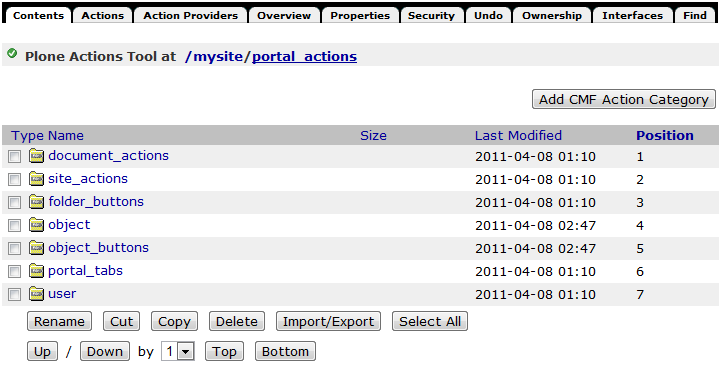 Contents Actions Action Providers Overview Properties Security Undo Ownership Interfaces Find
Plone Actions Tool at /mysite/portal_actions
Add CMF Action Category
Type Name Size Last Modified Position
document_actions 2011-04-08 01:10 1
site_actions 2011-04-08 01:10 2
folder_buttons 2011-04-08 01:10 3
object 2011-04-08 02:47 4
object_buttons 2011-04-08 02:47 5
portal_tabs 2011-04-08 01:10 6
user 2011-04-08 01:10 7
Rename Cut Copy Delete Import/Export Select All
Up / Down by 1 Top Bottom